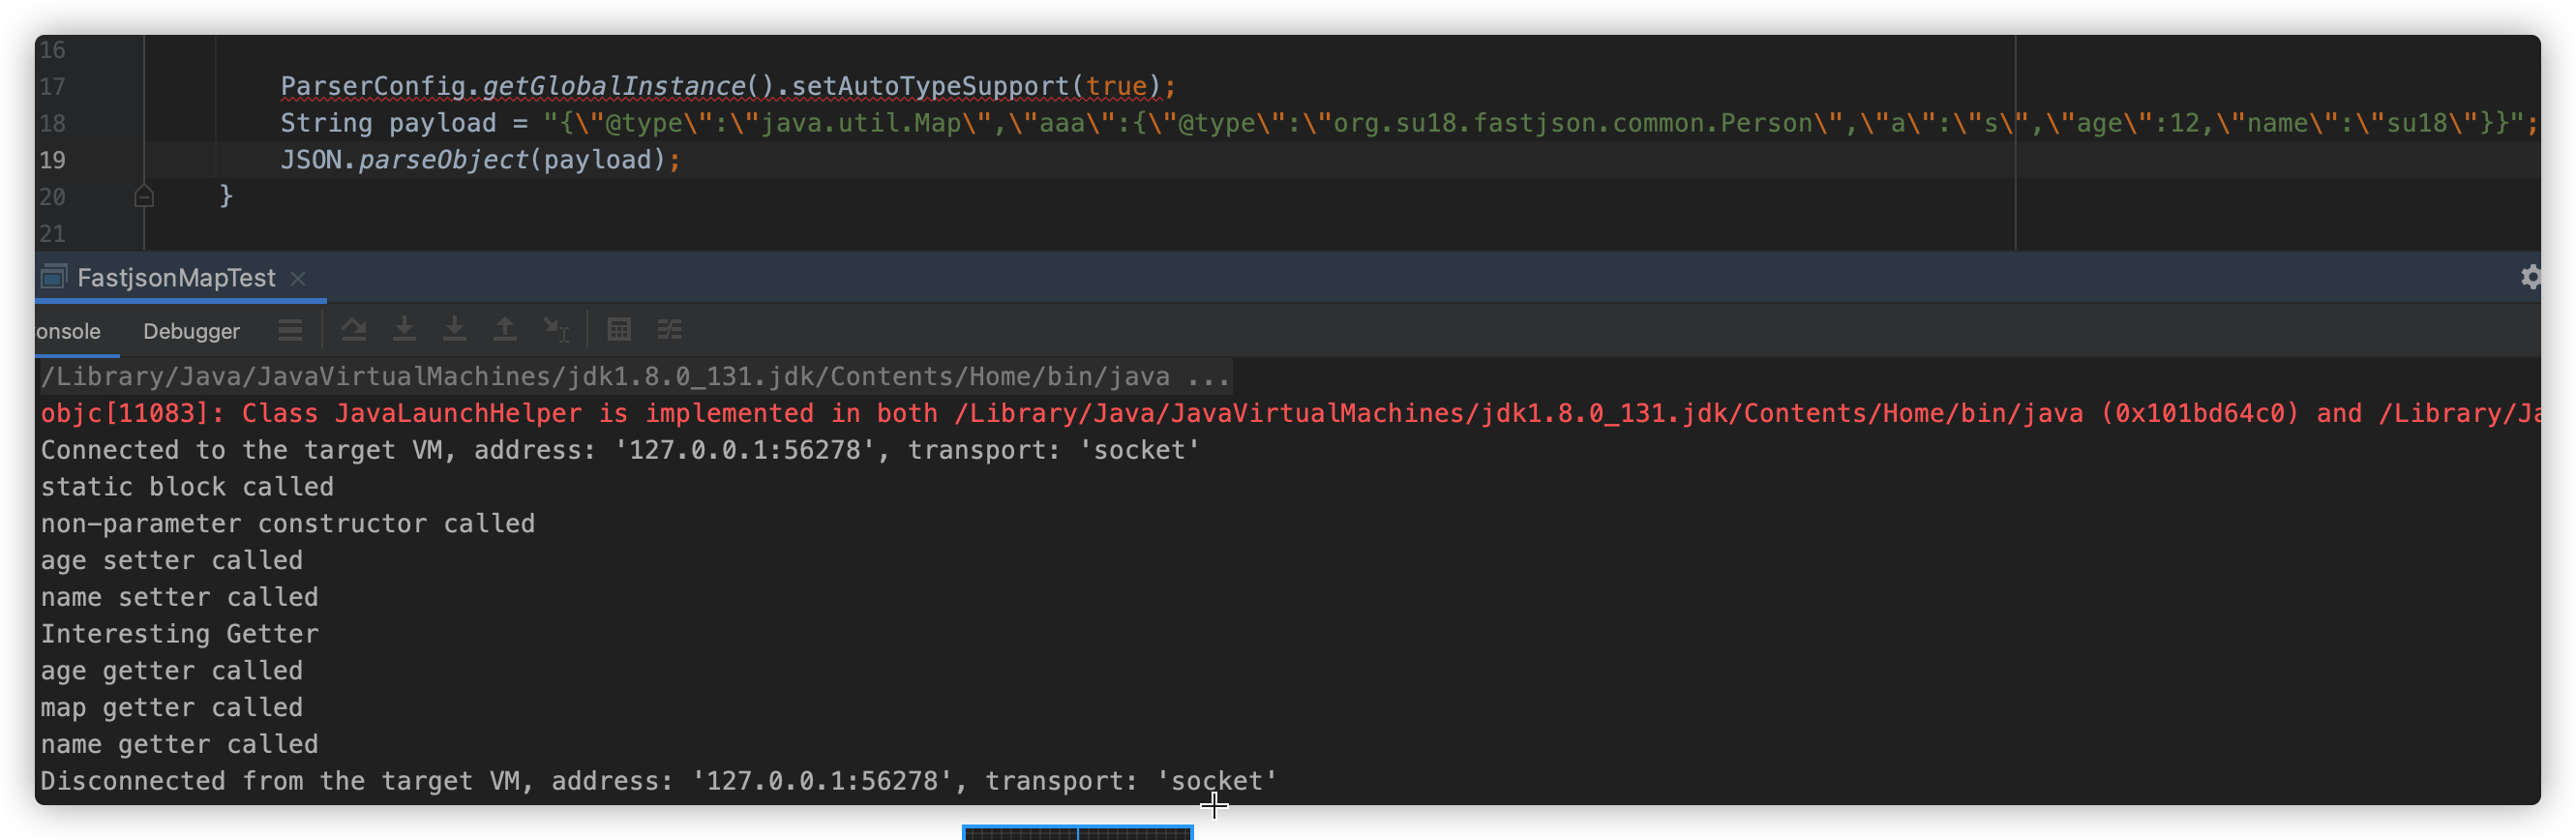 16
17 ParserConfig.getGlobalInstance().setAutoTypeSupport(true);
18 String payload = "{\"@type\":\"java.util.Map\",\"aaa\":{\"@type\":\"org.su18.fastjson.common.Person\",\"a\":\"s\",\"age\":12,\"name\":\"su18\"}}";
19 JSON.parseObject(payload);
20 }
21
FastjsonMapTest
onsole Debugger
/Library/Java/JavaVirtualMachines/jdk1.8.0_131.jdk/Contents/Home/bin/java ...
objc[11083]: Class JavaLaunchHelper is implemented in both /Library/Java/JavaVirtualMachines/jdk1.8.0_131.jdk/Contents/Home/bin/java (0x101bd64c0) and /Library/Ja
Connected to the target VM, address: '127.0.0.1:56278', transport: 'socket'
static block called
non-parameter constructor called
age setter called
name setter called
Interesting Getter
age getter called
map getter called
name getter called
Disconnected from the target VM, address: '127.0.0.1:56278', transport: 'socket'